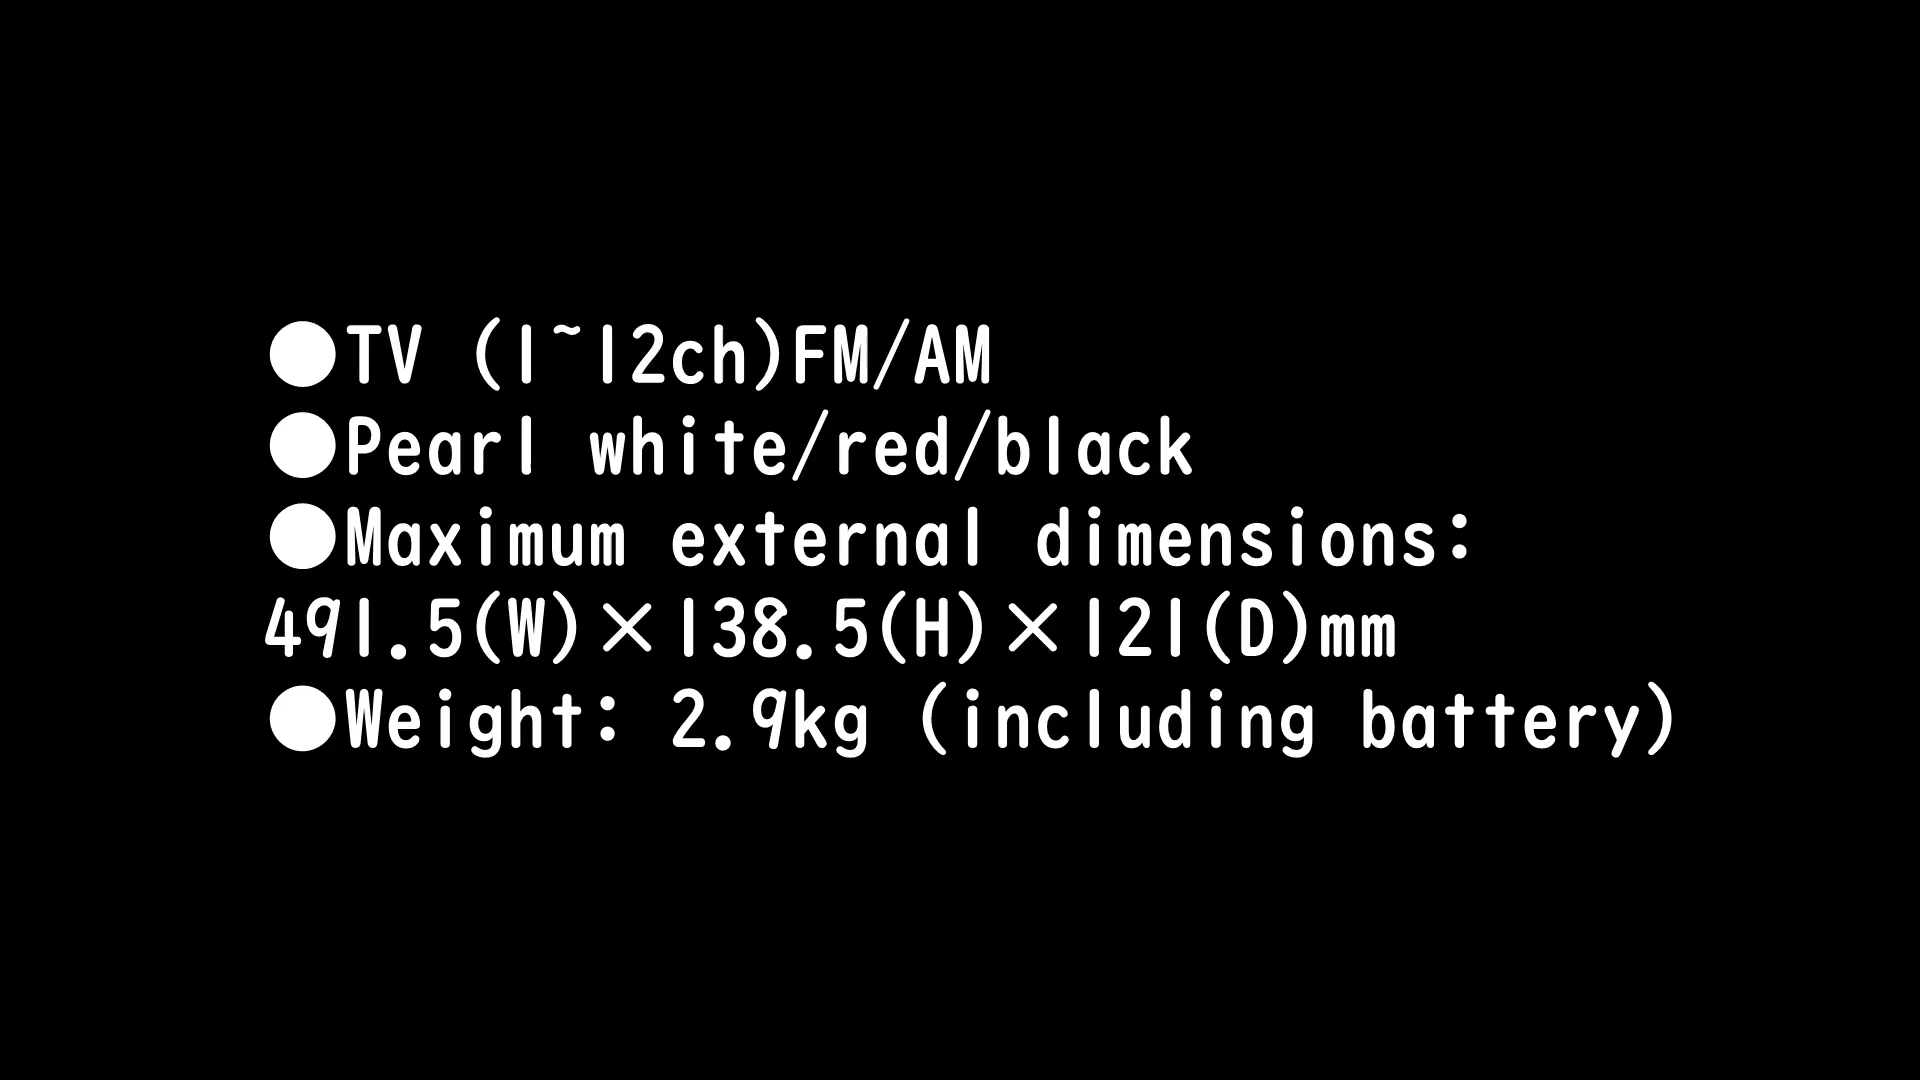 ●TV (1~12ch)FM/AM
●Pearl white/red/black
●Maximum external dimensions:
491.5(W)×138.5(H)×121(D)mm
●Weight: 2.9kg (including battery)